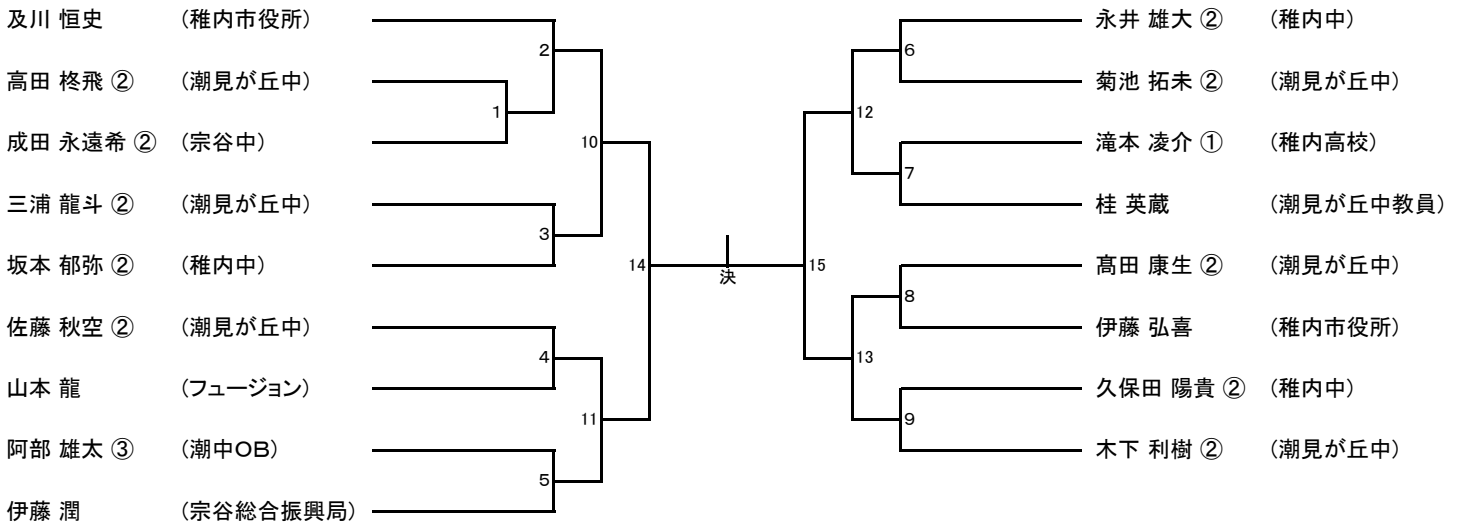 及川 恒史 (稚内市役所)
高田 柊飛 ② (潮見が丘中)
成田 永遠希 ② (宗谷中)
三浦 龍斗 ② (潮見が丘中)
坂本 郁弥 ② (稚内中)
佐藤 秋空 ② (潮見が丘中)
山本 龍 (フュージョン)
阿部 雄太 ③ (潮中OB)
伊藤 潤 (宗谷総合振興局)
2
1
10
3
14
4
11
5
決
6
12
7
15
8
13
9
永井 雄大 ② (稚内中)
菊池 拓未 ② (潮見が丘中)
滝本 凌介 ① (稚内高校)
桂 英蔵 (潮見が丘中教員)
髙田 康生 ② (潮見が丘中)
伊藤 弘喜 (稚内市役所)
久保田 陽貴 ② (稚内中)
木下 利樹 ② (潮見が丘中)